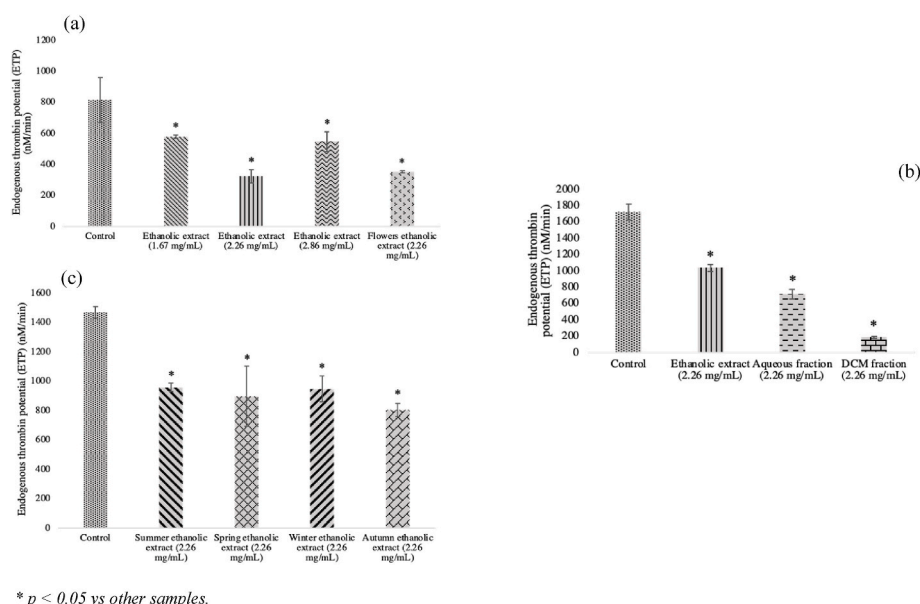 (a)
Endogenous thrombin potential (ETP)
(nM/min)
1200
1000
800
600
400
200
0
*
*
*
*
Control
Ethanolic extract
(1.67 mg/mL)
Ethanolic extract
(2.26 mg/mL)
Ethanolic extract
(2.86 mg/mL)
Flowers ethanolic
extract (2.26
mg/mL)
(b)
Endogenous thrombin
potential (ETP) (nM/min)
2000
1800
1600
1400
1200
1000
800
600
400
200
0
*
*
*
Control
Ethanolic extract
(2.26 mg/mL)
Aqueous fraction
(2.26 mg/mL)
DCM fraction
(2.26 mg/mL)
(c)
Endogenous thrombin potential (ETP) (nM/min)
1600
1400
1200
1000
800
600
400
200
0
*
*
*
*
Control
Summer ethanolic
extract (2.26
mg/mL)
Spring ethanolic
extract (2.26
mg/mL)
Winter ethanolic
extract (2.26
mg/mL)
Autumn ethanolic
extract (2.26
mg/mL)
* p < 0.05 vs other samples.